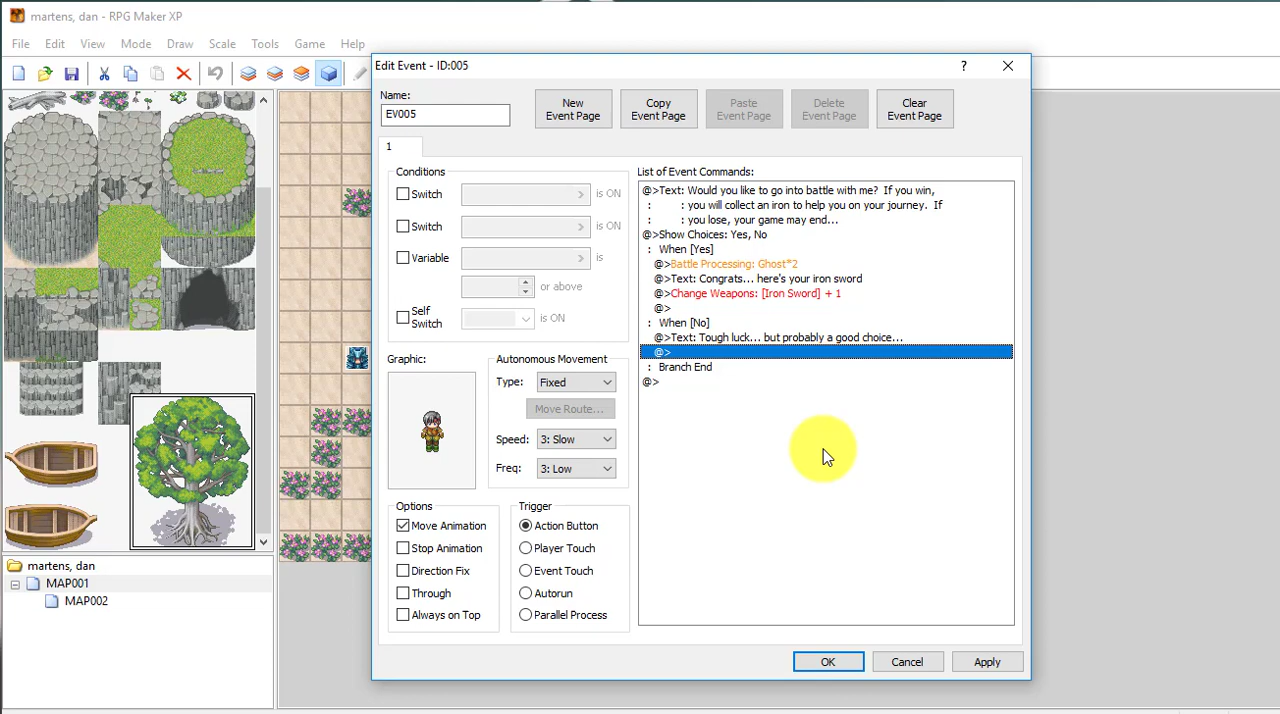 martens, dan - RPG Maker XP
File Edit View Mode Draw Scale Tools Game Help
Edit Event - ID:005
?
Name:
EV005
New
Event Page
Copy
Event Page
Paste
Event Page
Delete
Event Page
Clear
Event Page
1
Conditions
Switch is ON
Switch is ON
Variable is
or above
Self
Switch
is ON
Graphic:
Autonomous Movement
Type: Fixed
Move Route...
Speed: 3: Slow
Freq: 3: Low
Options
Move Animation
Stop Animation
Direction Fix
Through
Always on Top
Trigger
Action Button
Player Touch
Event Touch
Autorun
Parallel Process
List of Event Commands:
@>Text: Would you like to go into battle with me? If you win,
: : you will collect an iron to help you on your journey. If
: : you lose, your game may end...
@>Show Choices: Yes, No
: When [Yes]
@>Battle Processing: Ghost*2
@>Text: Congrats... here's your iron sword
@>Change Weapons: [Iron Sword] + 1
@>
: When [No]
@>Text: Tough luck... but probably a good choice...
@>
: Branch End
@>
OK Cancel Apply
martens, dan
MAP001
MAP002